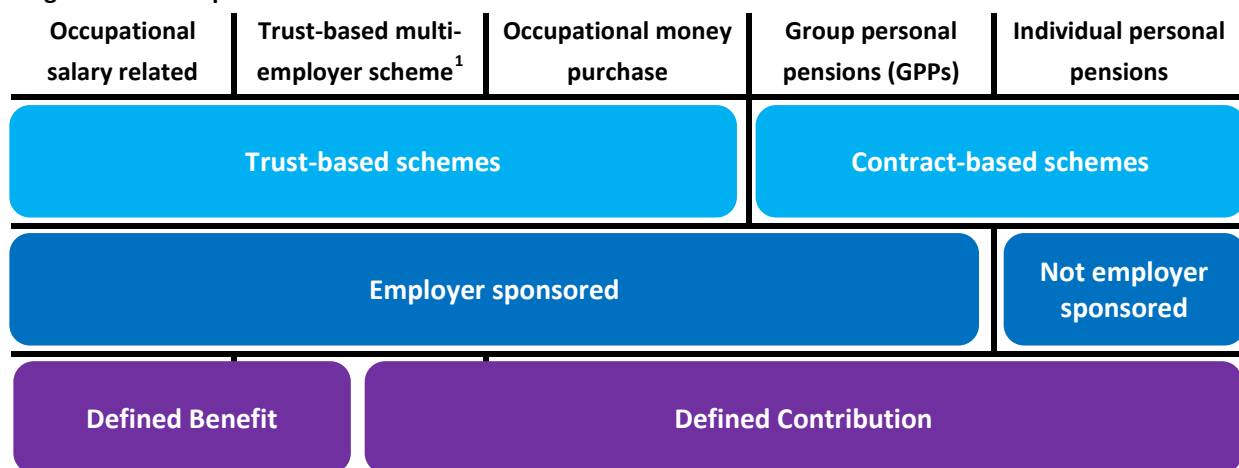 Occupational
salary related
Trust-based multi-
employer scheme1
Occupational money
purchase
Group personal
pensions (GPPs)
Individual personal
pensions
Trust-based schemes
Contract-based schemes
Employer sponsored
Not employer
sponsored
Defined Benefit
Defined Contribution